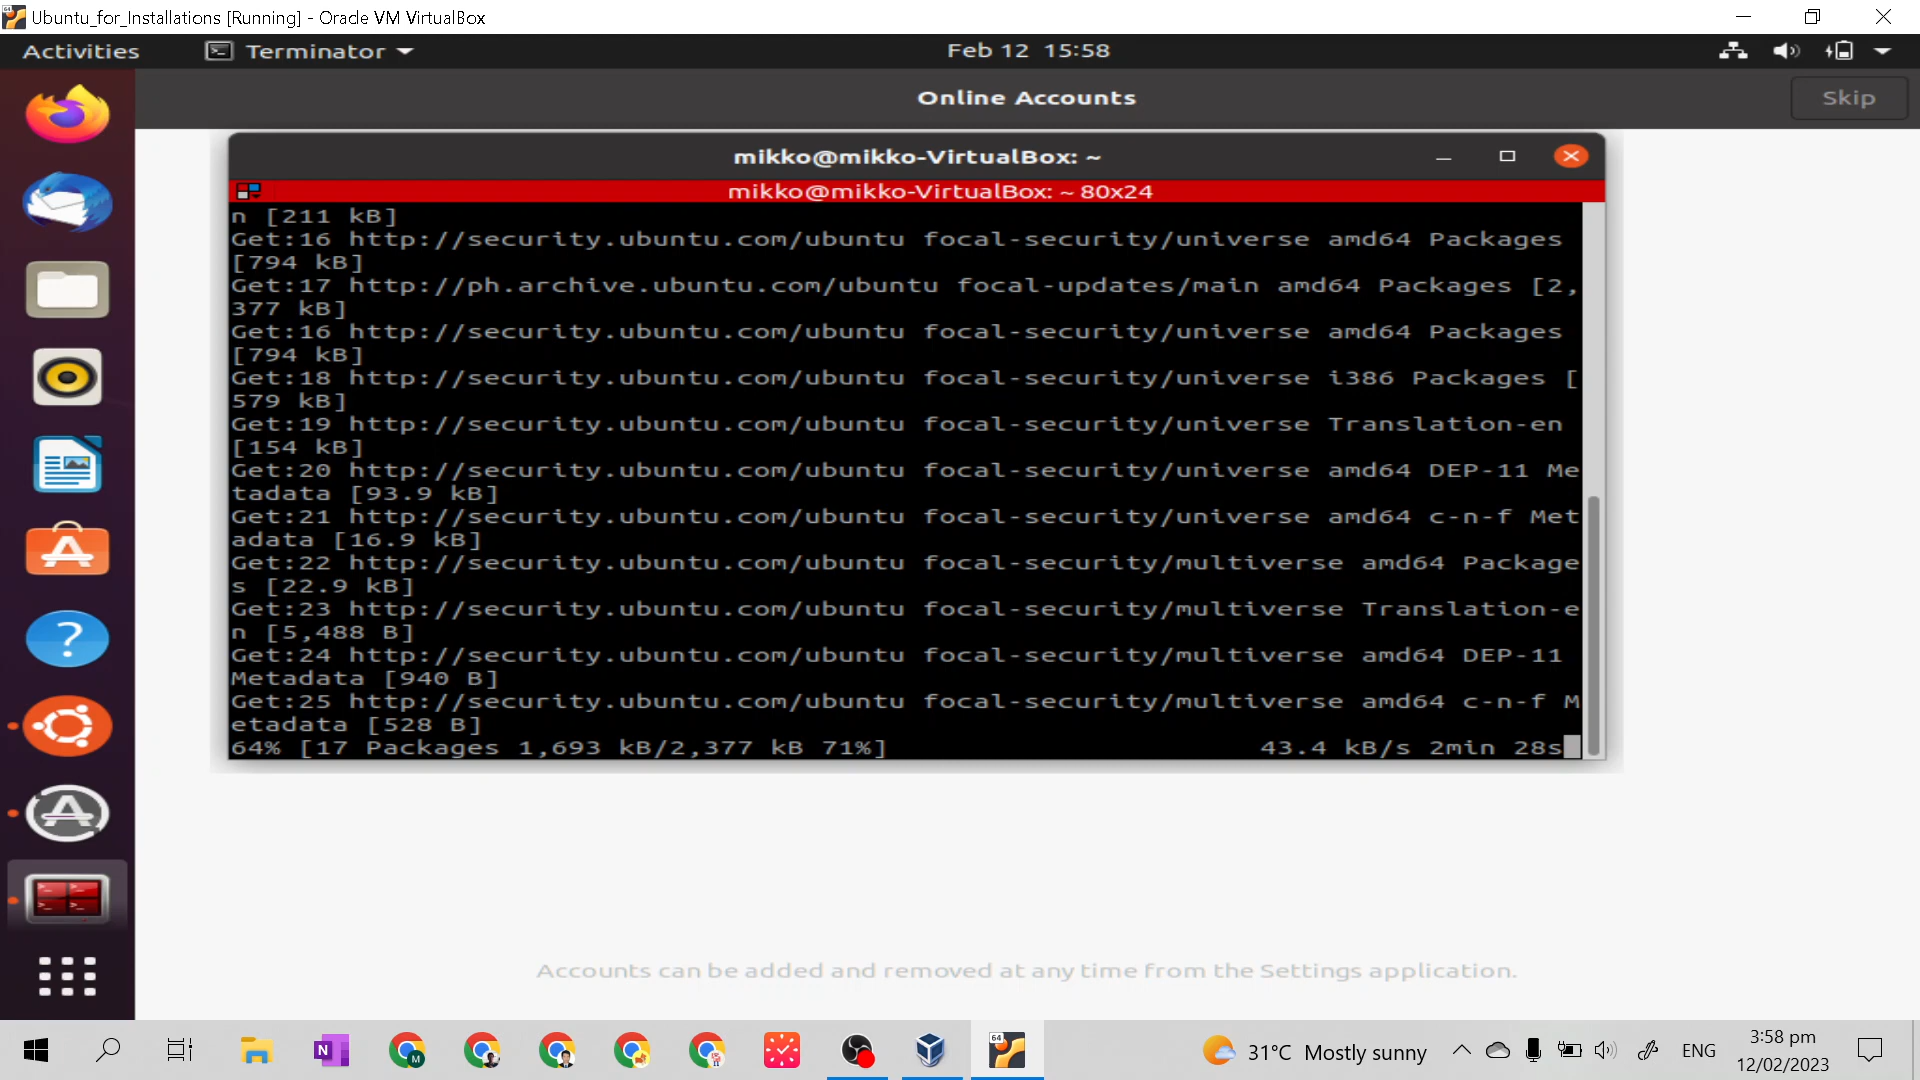 Ubuntu_for_Installations [Running] - Oracle VM VirtualBox
Activities
Terminator
Feb 12 15:58
Online Accounts
Skip
mikko@mikko-VirtualBox: ~
mikko@mikko-VirtualBox: ~ 80x24
n [211 kB]
Get:16 http://security.ubuntu.com/ubuntu focal-security/universe amd64 Packages
[794 kB]
Get:17 http://ph.archive.ubuntu.com/ubuntu focal-updates/main amd64 Packages [2,
377 kB]
Get:16 http://security.ubuntu.com/ubuntu focal-security/universe amd64 Packages
[794 kB]
Get:18 http://security.ubuntu.com/ubuntu focal-security/universe i386 Packages [
579 kB]
Get:19 http://security.ubuntu.com/ubuntu focal-security/universe Translation-en
[154 kB]
Get:20 http://security.ubuntu.com/ubuntu focal-security/universe amd64 DEP-11 Me
tadata [93.9 kB]
Get:21 http://security.ubuntu.com/ubuntu focal-security/universe amd64 c-n-f Met
adata [16.9 kB]
Get:22 http://security.ubuntu.com/ubuntu focal-security/multiverse amd64 Package
s [22.9 kB]
Get:23 http://security.ubuntu.com/ubuntu focal-security/multiverse Translation-e
n [5,488 B]
Get:24 http://security.ubuntu.com/ubuntu focal-security/multiverse amd64 DEP-11
Metadata [940 B]
Get:25 http://security.ubuntu.com/ubuntu focal-security/multiverse amd64 c-n-f M
etadata [528 B]
64% [17 Packages 1,693 kB/2,377 kB 71%] 43.4 kB/s 2min 28s
Accounts can be added and removed at any time from the Settings application.
31°C Mostly sunny
ENG
3:58 pm
12/02/2023